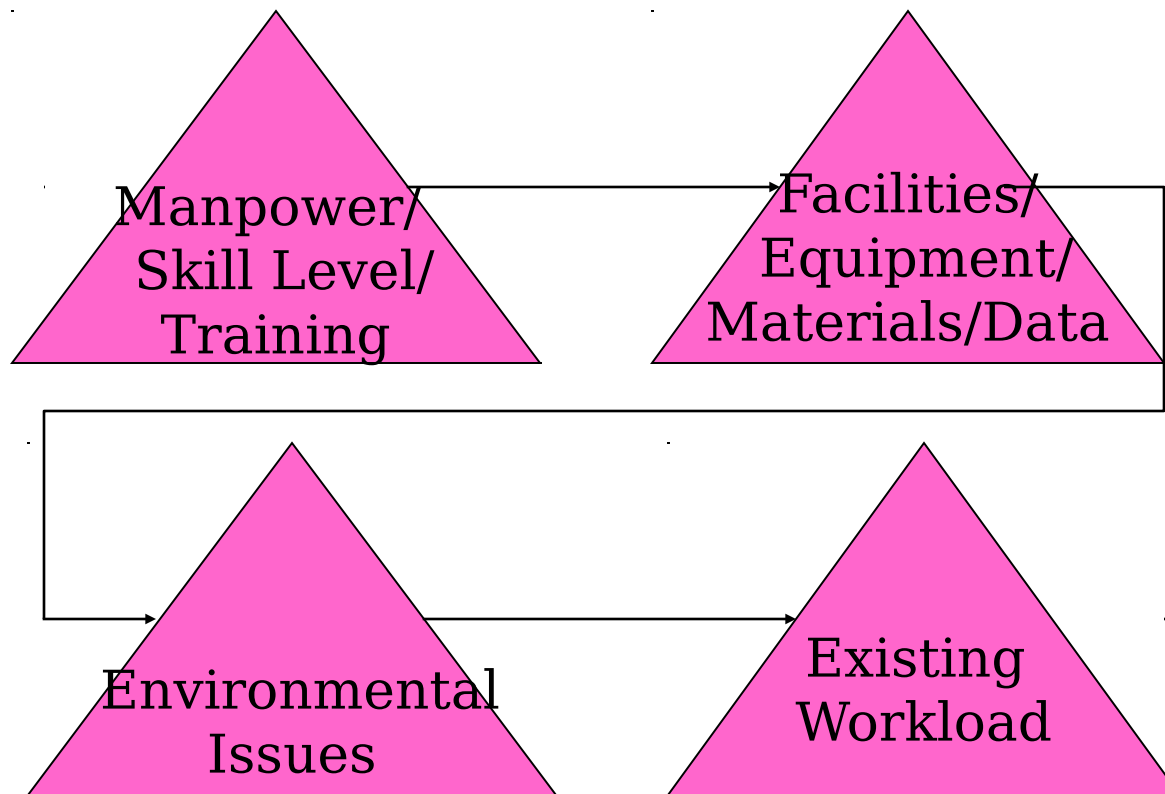 Manpower/
Skill Level/
Training
Facilities/
Equipment/
Materials/Data
Environmental
Issues
Existing
Workload